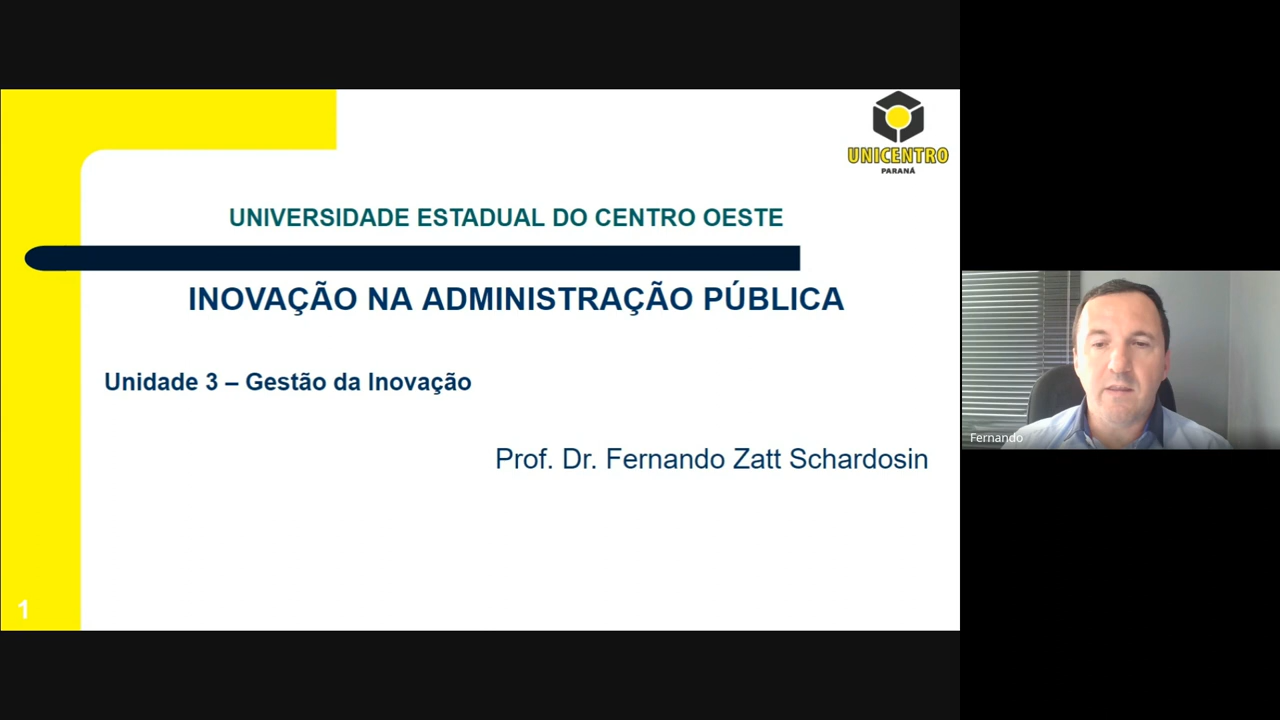 UNICENTRO
PARANÁ
UNIVERSIDADE ESTADUAL DO CENTRO OESTE
INOVAÇÃO NA ADMINISTRAÇÃO PÚBLICA
Unidade 3 – Gestão da Inovação
Prof. Dr. Fernando Zatt Schardosin
1
Fernando